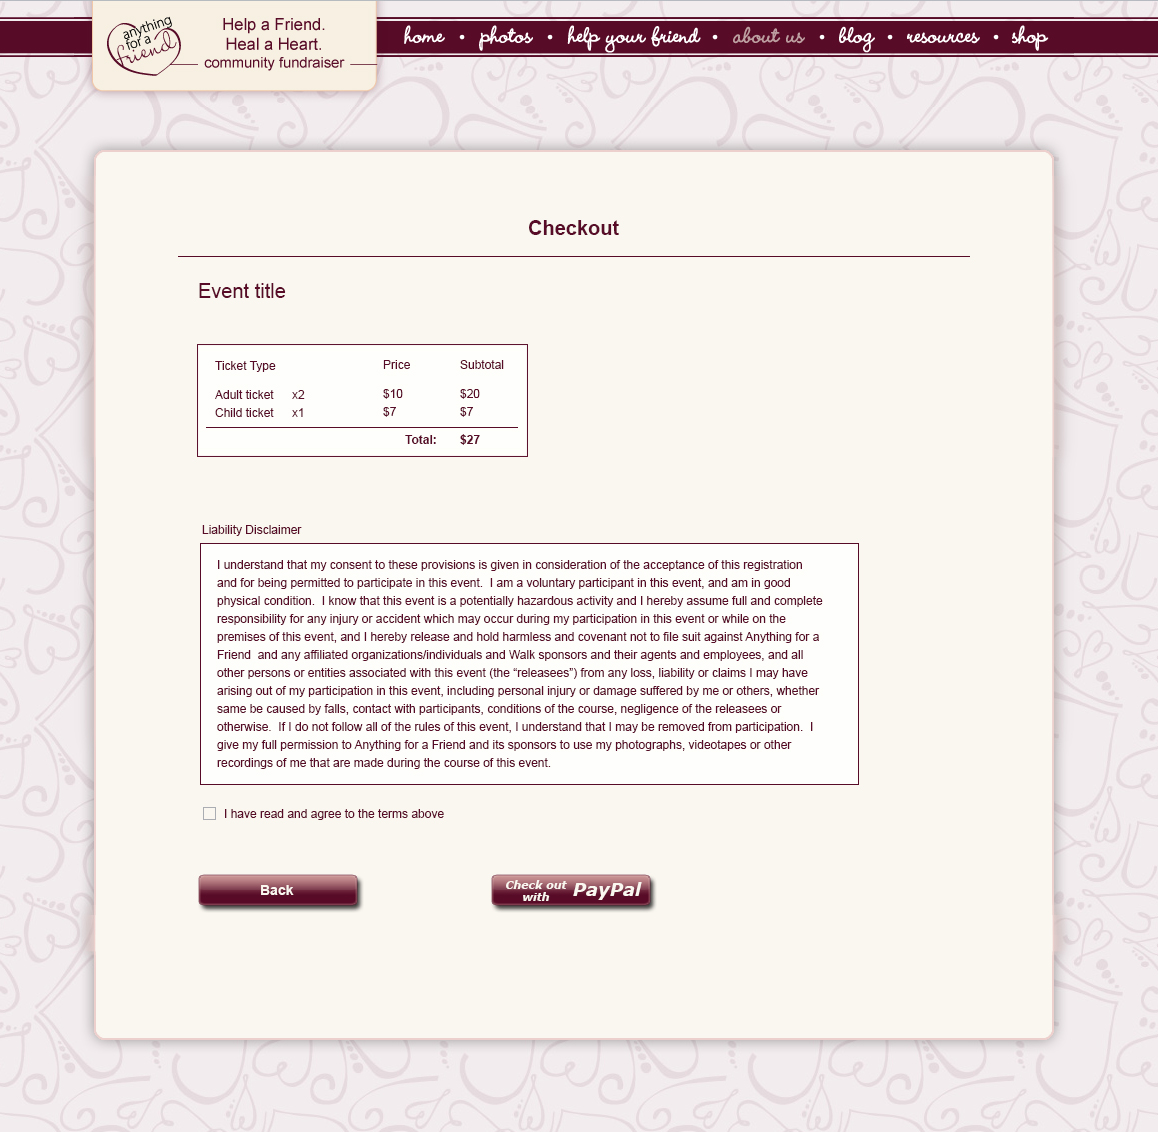 anything
for a
friend
Help a Friend.
Heal a Heart.
community fundraiser
home • photos • help your friend • about us • blog • resources • shop
Checkout
Event title
Ticket Type Price Subtotal
Adult ticket x2 $10 $20
Child ticket x1 $7 $7
Total: $27
Liability Disclaimer
I understand that my consent to these provisions is given in consideration of the acceptance of this registration
and for being permitted to participate in this event.  I am a voluntary participant in this event, and am in good
physical condition.  I know that this event is a potentially hazardous activity and I hereby assume full and complete
responsibility for any injury or accident which may occur during my participation in this event or while on the
premises of this event, and I hereby release and hold harmless and covenant not to file suit against Anything for a
Friend  and any affiliated organizations/individuals and Walk sponsors and their agents and employees, and all
other persons or entities associated with this event (the “releasees”) from any loss, liability or claims I may have
arising out of my participation in this event, including personal injury or damage suffered by me or others, whether
same be caused by falls, contact with participants, conditions of the course, negligence of the releasees or
otherwise.  If I do not follow all of the rules of this event, I understand that I may be removed from participation.  I
give my full permission to Anything for a Friend and its sponsors to use my photographs, videotapes or other
recordings of me that are made during the course of this event.
I have read and agree to the terms above
Back
Check out
with PayPal